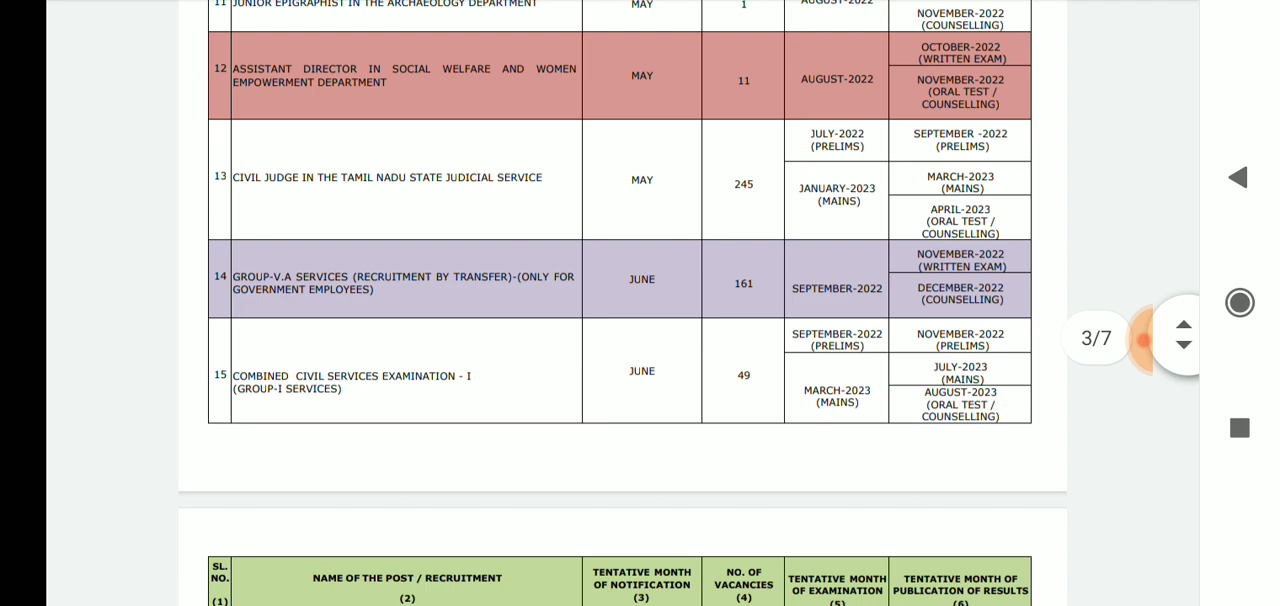 11 JUNIOR EPIGRAPHIST IN THE ARCHAEOLOGY DEPARTMENT
MAY
1
AUGUST-2022
NOVEMBER-2022
(COUNSELLING)
12 ASSISTANT DIRECTOR IN SOCIAL WELFARE AND WOMEN
EMPOWERMENT DEPARTMENT
MAY
11
AUGUST-2022
OCTOBER-2022
(WRITTEN EXAM)
NOVEMBER-2022
(ORAL TEST /
COUNSELLING)
13 CIVIL JUDGE IN THE TAMIL NADU STATE JUDICIAL SERVICE
MAY
245
JULY-2022
(PRELIMS)
JANUARY-2023
(MAINS)
SEPTEMBER -2022
(PRELIMS)
MARCH-2023
(MAINS)
APRIL-2023
(ORAL TEST /
COUNSELLING)
14 GROUP-V.A SERVICES (RECRUITMENT BY TRANSFER)-(ONLY FOR
GOVERNMENT EMPLOYEES)
JUNE
161
SEPTEMBER-2022
NOVEMBER-2022
(WRITTEN EXAM)
DECEMBER-2022
(COUNSELLING)
15 COMBINED CIVIL SERVICES EXAMINATION - I
(GROUP-I SERVICES)
JUNE
49
SEPTEMBER-2022
(PRELIMS)
MARCH-2023
(MAINS)
NOVEMBER-2022
(PRELIMS)
JULY-2023
(MAINS)
AUGUST-2023
(ORAL TEST /
COUNSELLING)
3/7
SL.
NO.
(1)
NAME OF THE POST / RECRUITMENT
(2)
TENTATIVE MONTH
OF NOTIFICATION
(3)
NO. OF
VACANCIES
(4)
TENTATIVE MONTH
OF EXAMINATION
(5)
TENTATIVE MONTH OF
PUBLICATION OF RESULTS
(6)